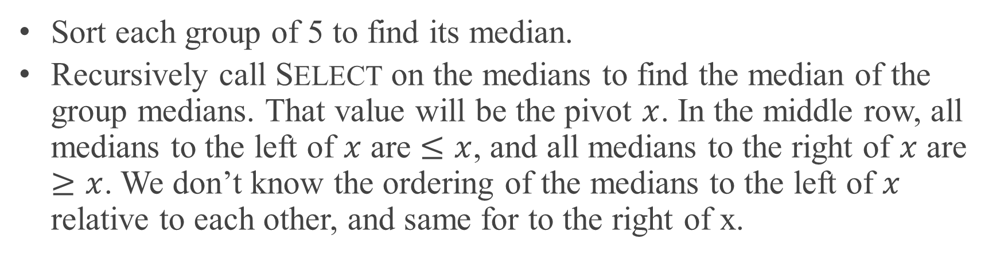 • Sort each group of 5 to find its median.
• Recursively call SELECT on the medians to find the median of the
group medians. That value will be the pivot x. In the middle row, all
medians to the left of x are ≤ x, and all medians to the right of x are
≥ x. We don’t know the ordering of the medians to the left of x
relative to each other, and same for to the right of x.